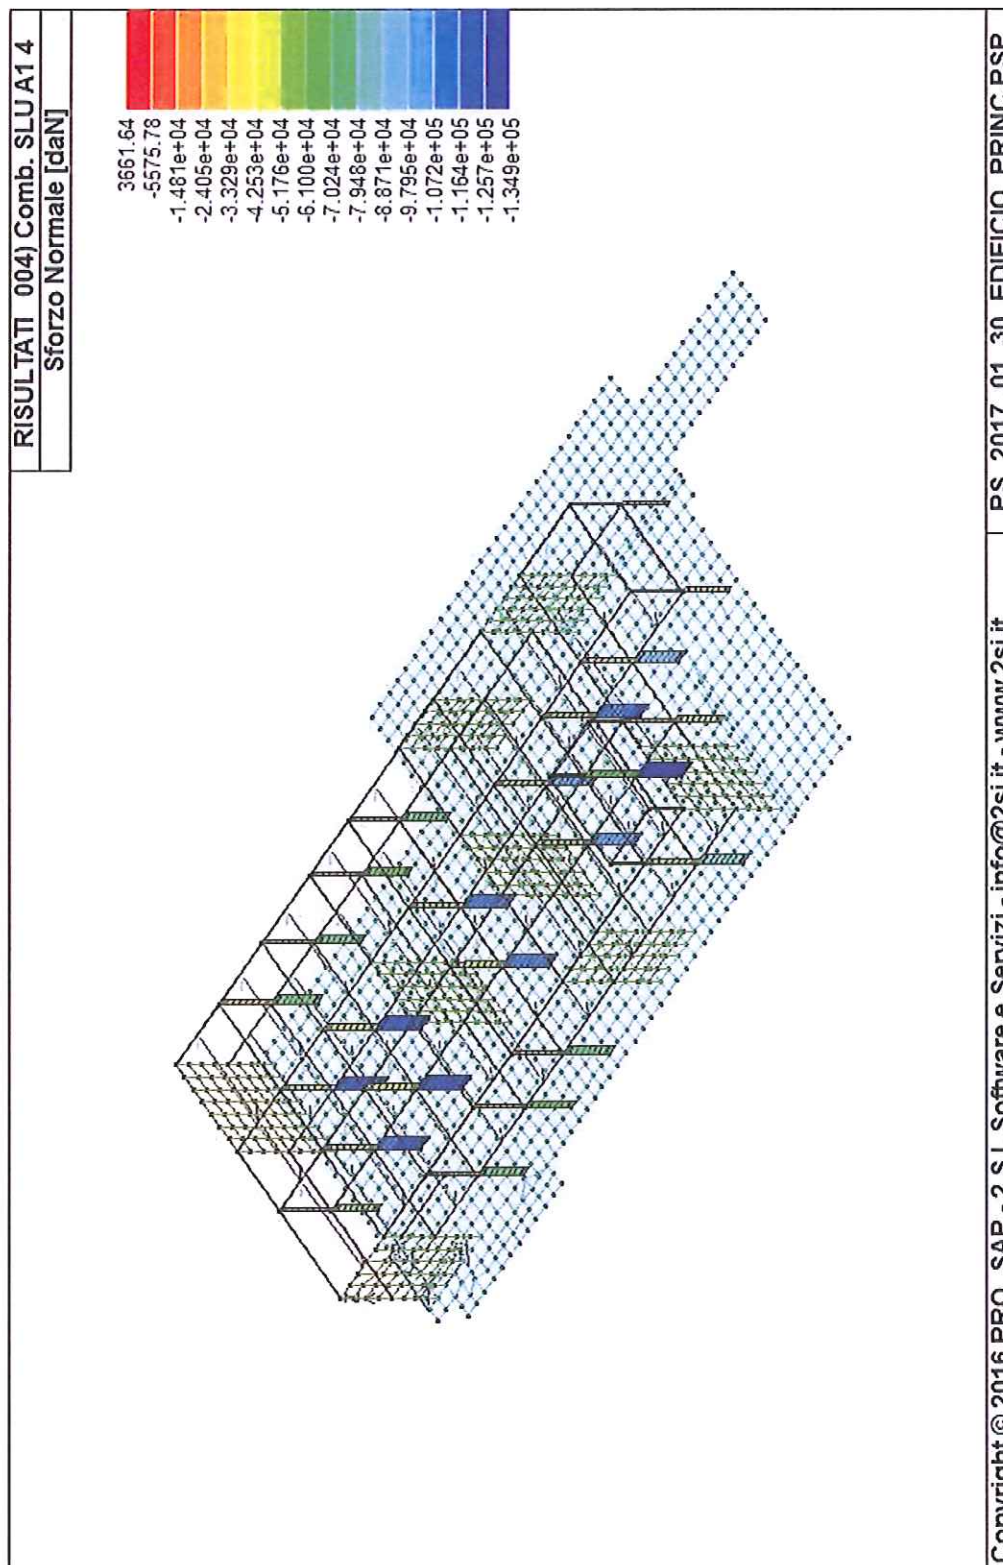 RISULTATI 004) Comb. SLU A1 4
Sforzo Normale [daN]
3661.64
-5575.78
-1.481e+04
-2.405e+04
-3.329e+04
-4.253e+04
-5.176e+04
-6.100e+04
-7.024e+04
-7.948e+04
-8.871e+04
-9.795e+04
-1.072e+05
-1.164e+05
-1.257e+05
-1.349e+05
Copyright © 2016 PRO_SAP - 2 S.I. Software e Servizi - info@2si.it - www.2si.it
PS_2017_01_30_EDIFICIO_PRINC.PSP